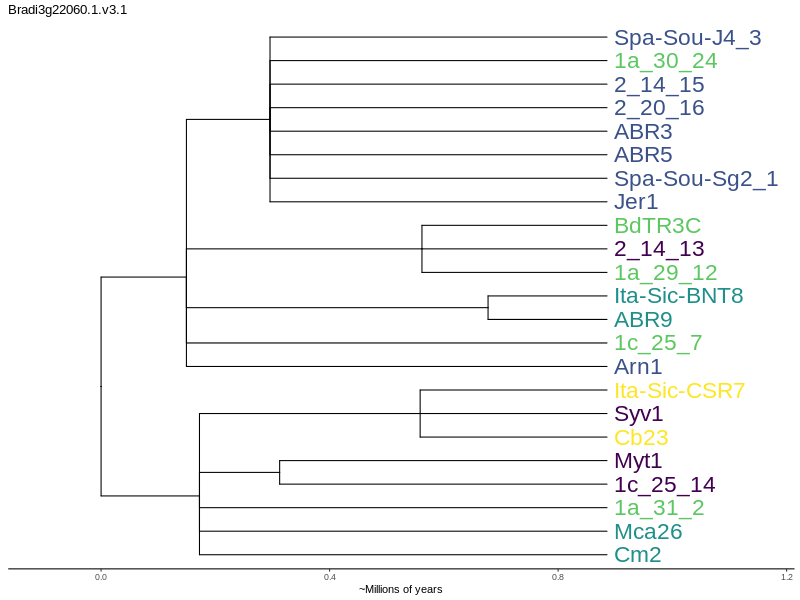 Bradi3g22060.1.v3.1
Spa-Sou-J4_3
1a_30_24
2_14_15
2_20_16
ABR3
ABR5
Spa-Sou-Sg2_1
Jer1
BdTR3C
2_14_13
1a_29_12
Ita-Sic-BNT8
ABR9
1c_25_7
Arn1
Ita-Sic-CSR7
Syv1
Cb23
Myt1
1c_25_14
1a_31_2
Mca26
Cm2
0.0 0.4 0.8 1.2
~Millions of years